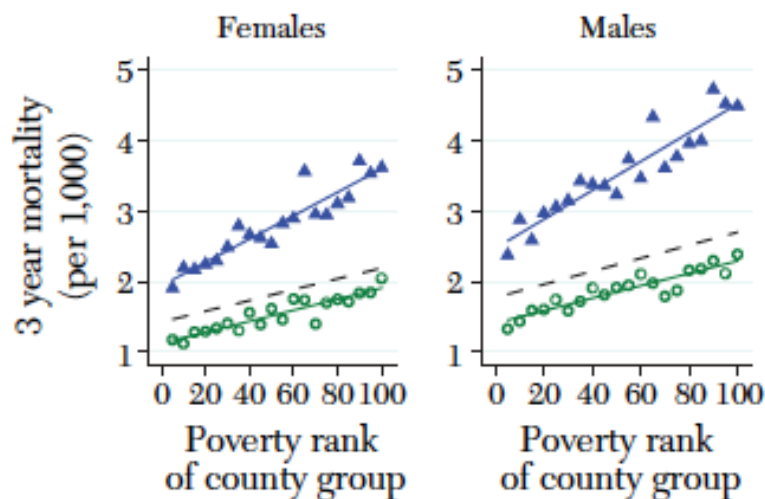 Females
Males
3 year mortality
(per 1,000)
5
4
3
2
1
5
4
3
2
1
0 20 40 60 80 100
0 20 40 60 80 100
Poverty rank
of county group
Poverty rank
of county group